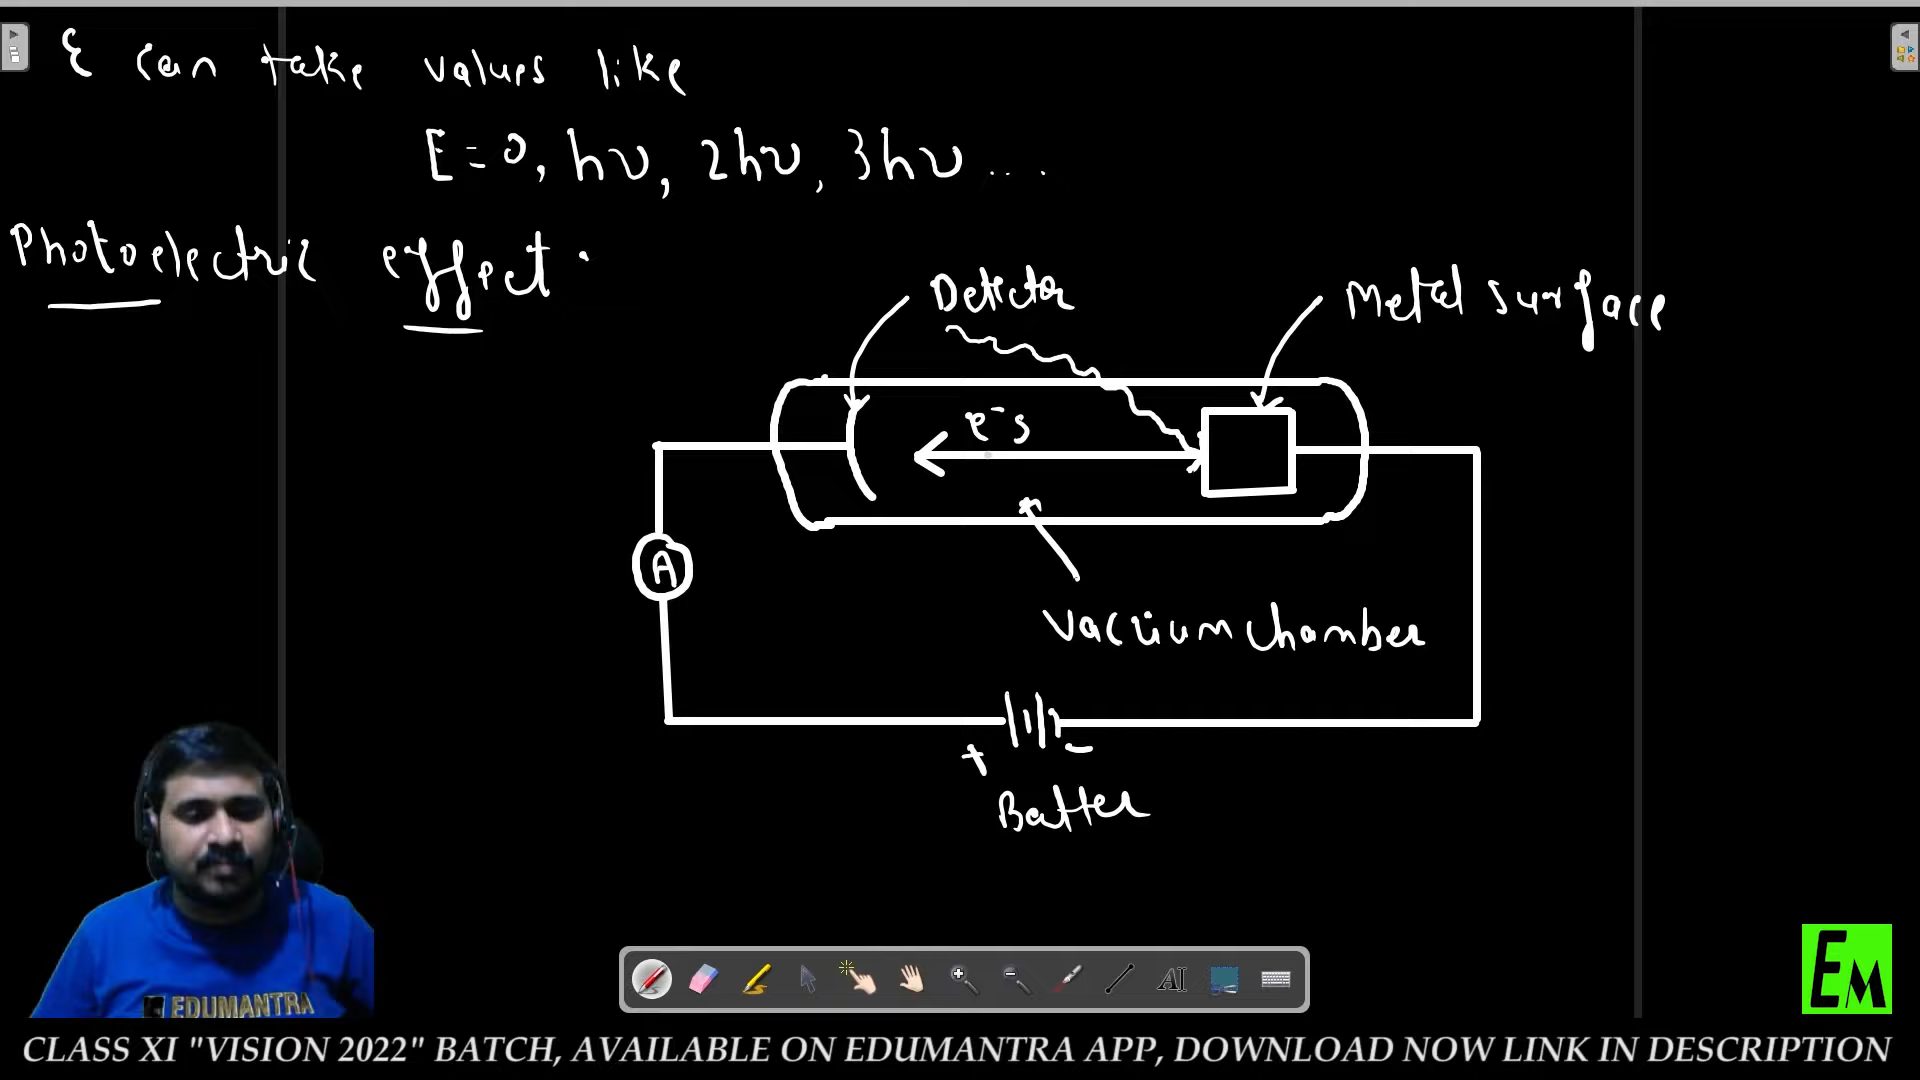 E can take values like
E = 0, hν, 2hν, 3hν ....
Photoelectric effect :
Detector
Metal surface
e⁻s
A
Vacuum chamber
+ -
Batter
EDUMANTRA
AI
EM
CLASS XI "VISION 2022" BATCH, AVAILABLE ON EDUMANTRA APP, DOWNLOAD NOW LINK IN DESCRIPTION